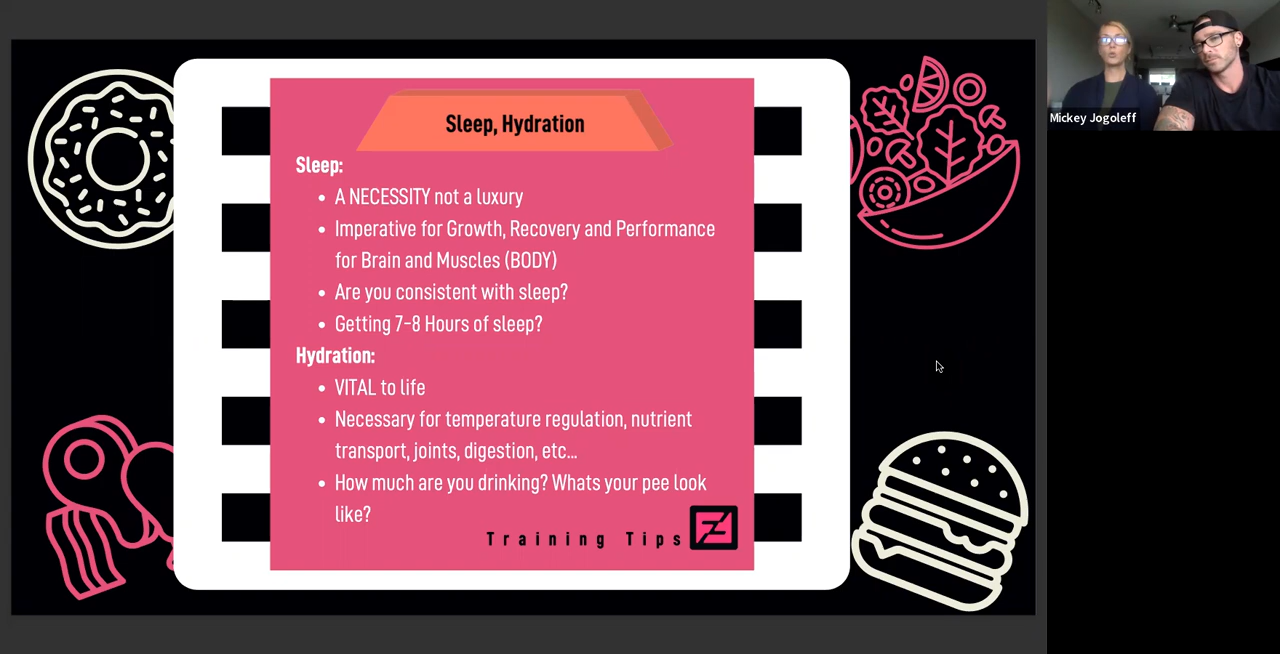 Sleep, Hydration
Sleep:
• A NECESSITY not a luxury
• Imperative for Growth, Recovery and Performance
for Brain and Muscles (BODY)
• Are you consistent with sleep?
• Getting 7-8 Hours of sleep?
Hydration:
• VITAL to life
• Necessary for temperature regulation, nutrient
transport, joints, digestion, etc...
• How much are you drinking? Whats your pee look
like?
Training Tips
Mickey Jogoleff